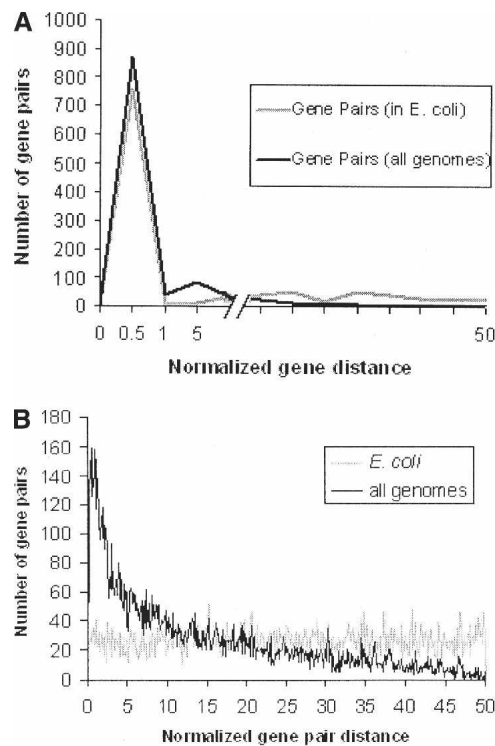 A
Number of gene pairs
1000
900
800
700
600
500
400
300
200
100
0
Gene Pairs (in E. coli)
Gene Pairs (all genomes)
0 0.5 1 5 50
Normalized gene distance
B
Number of gene pairs
180
160
140
120
100
80
60
40
20
0
E. coli
all genomes
0 5 10 15 20 25 30 35 40 45 50
Normalized gene pair distance